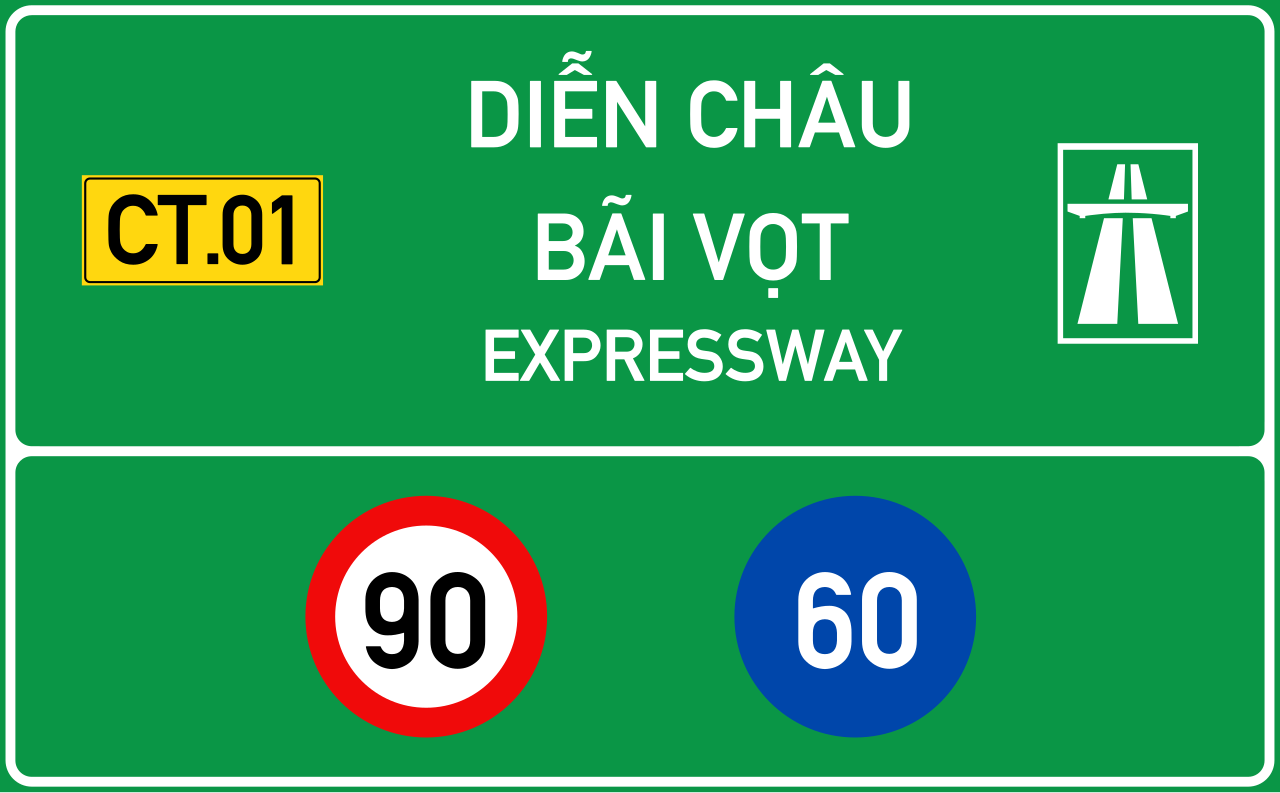 DIỄN CHÂU
CT.01
BÃI VỌT
EXPRESSWAY
90
60